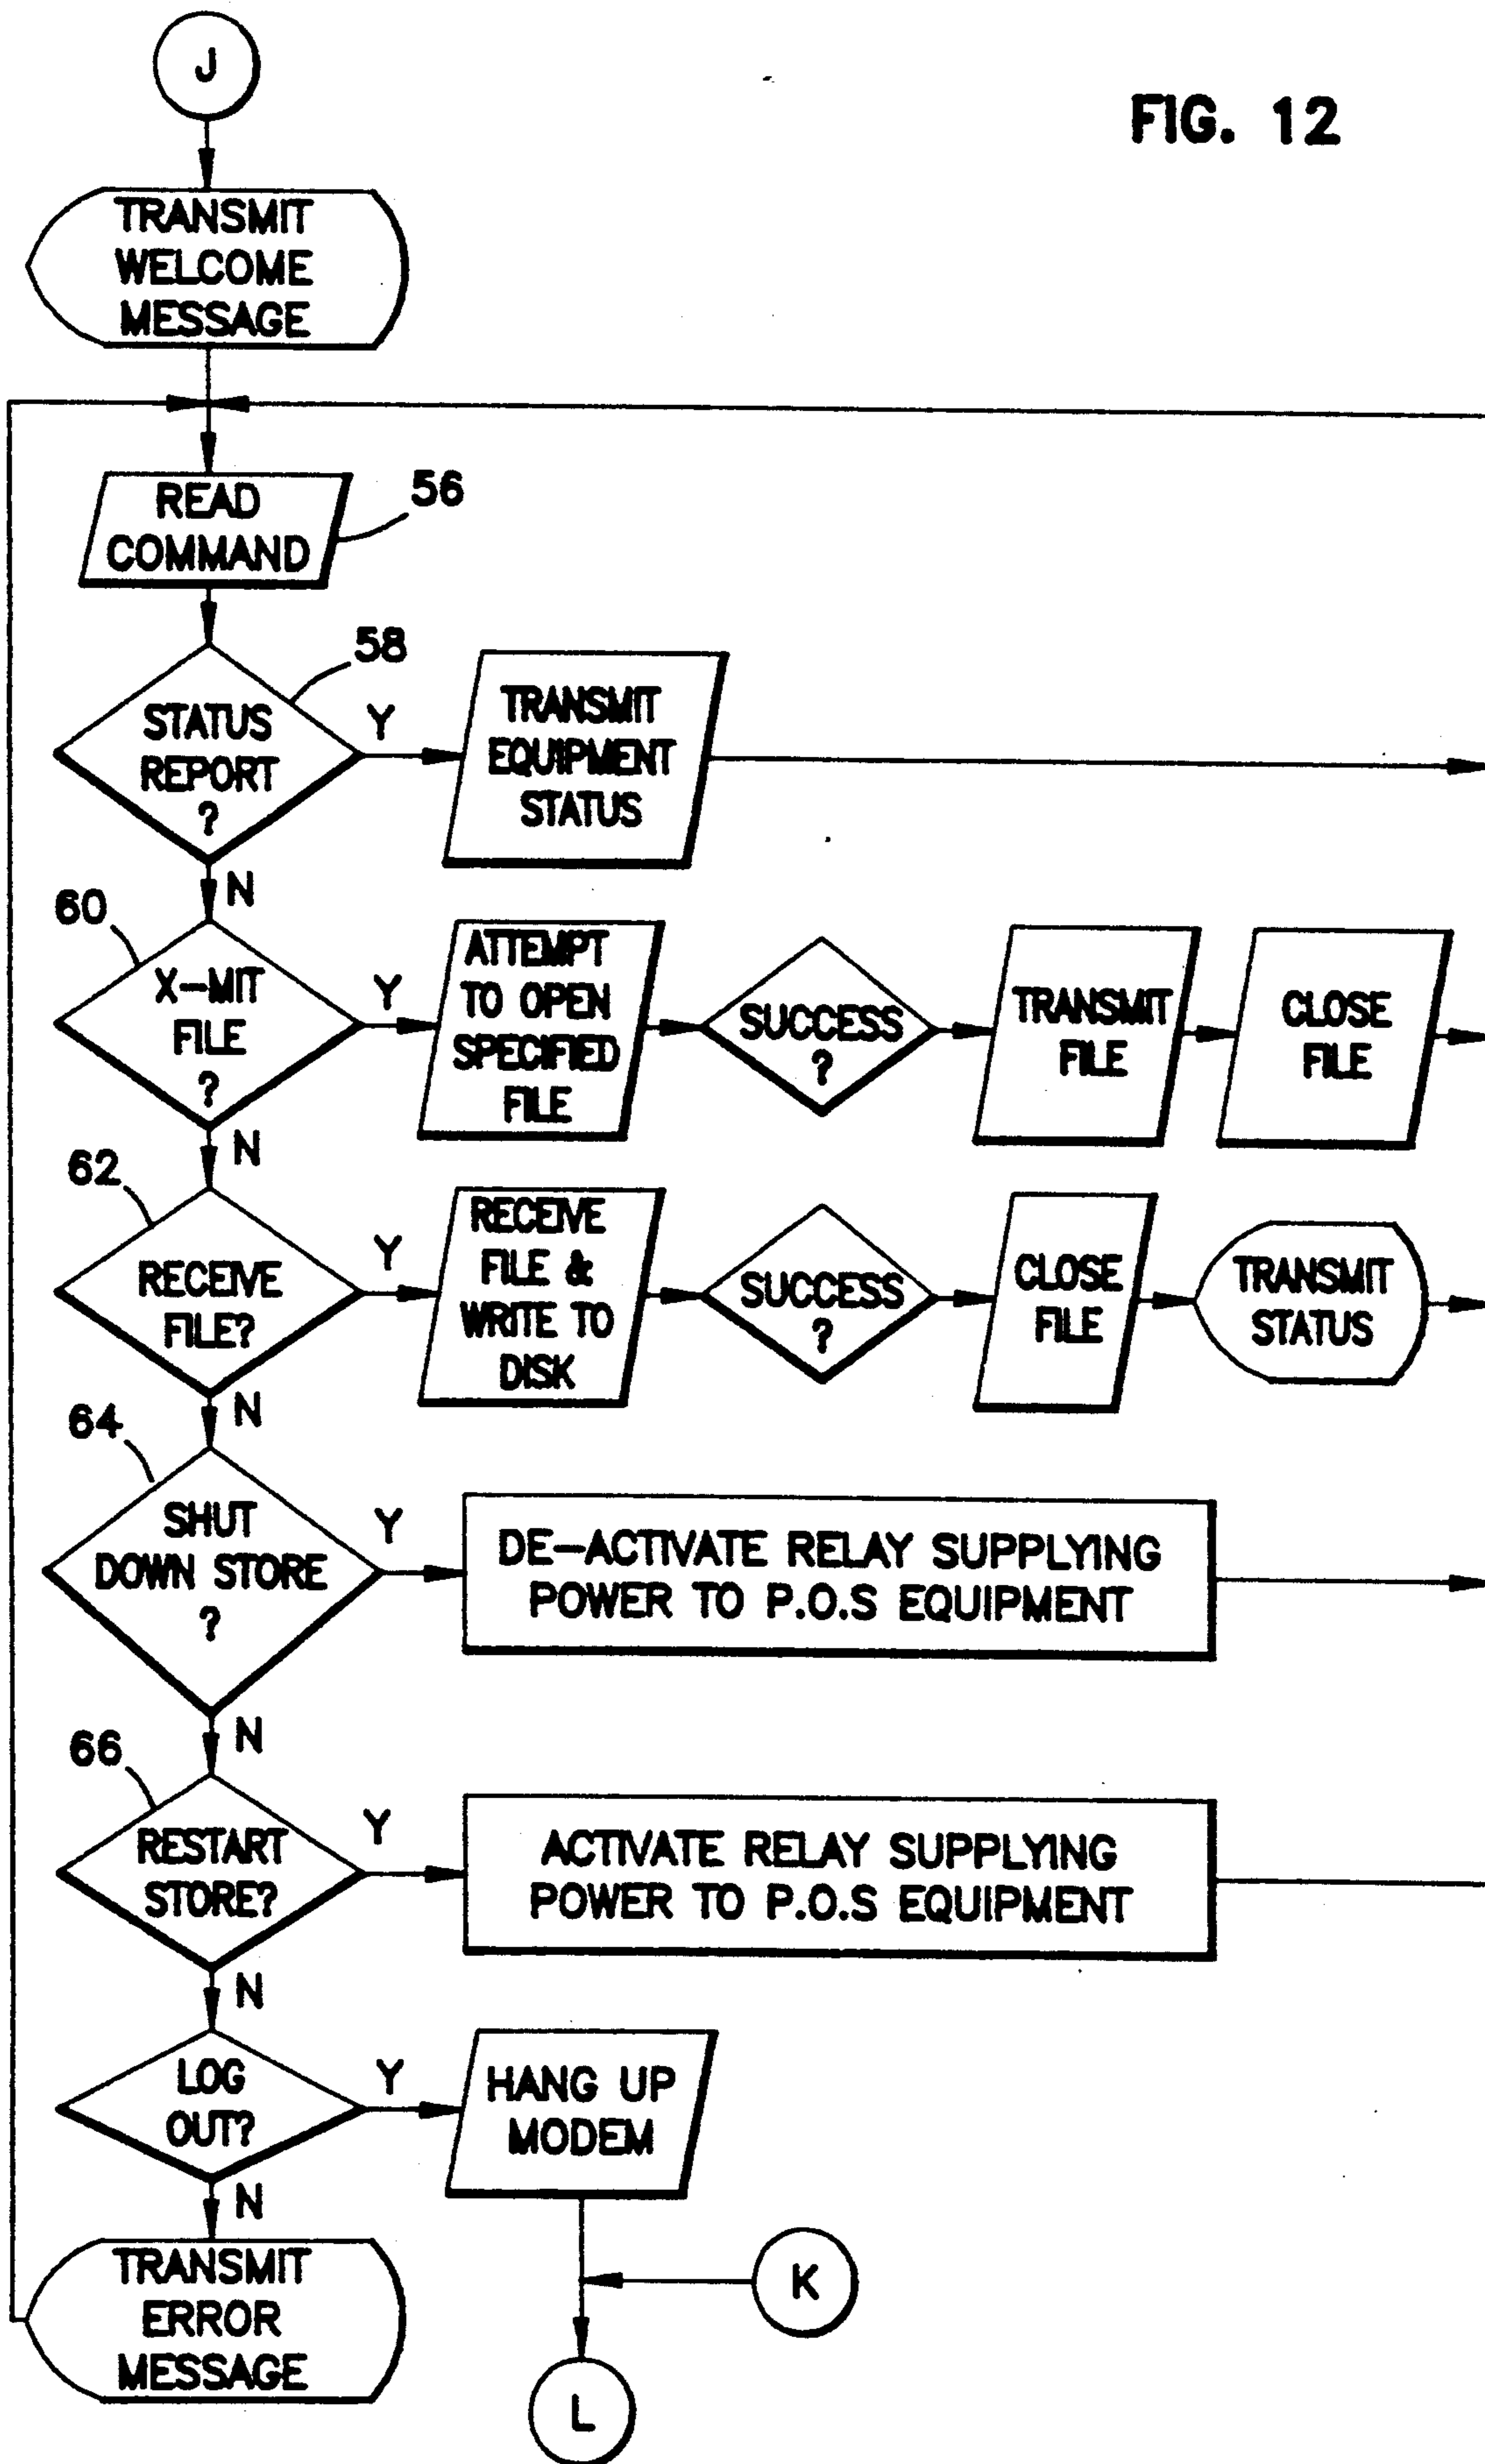 J
FIG. 12
TRANSMIT
WELCOME
MESSAGE
READ
COMMAND
56
58
STATUS
REPORT
?
Y
TRANSMIT
EQUIPMENT
STATUS
N
60
X-MIT
FILE
?
Y
ATTEMPT
TO OPEN
SPECIFIED
FILE
SUCCESS
?
TRANSMIT
FILE
CLOSE
FILE
N
62
RECEIVE
FILE?
Y
RECEIVE
FILE &
WRITE TO
DISK
SUCCESS
?
CLOSE
FILE
TRANSMIT
STATUS
N
64
SHUT
DOWN STORE
?
Y
DE-ACTIVATE RELAY SUPPLYING
POWER TO P.O.S EQUIPMENT
N
66
RESTART
STORE?
Y
ACTIVATE RELAY SUPPLYING
POWER TO P.O.S EQUIPMENT
N
LOG
OUT?
Y
HANG UP
MODEM
N
TRANSMIT
ERROR
MESSAGE
K
L